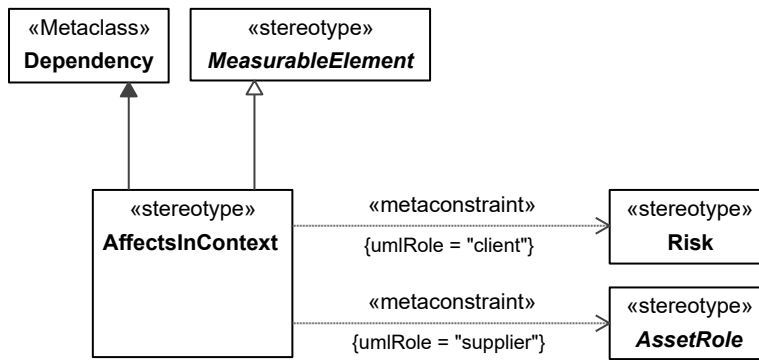 «Metaclass»
Dependency
«stereotype»
MeasurableElement
«stereotype»
AffectsInContext
«metaconstraint»
{umlRole = "client"}
«stereotype»
Risk
«metaconstraint»
{umlRole = "supplier"}
«stereotype»
AssetRole